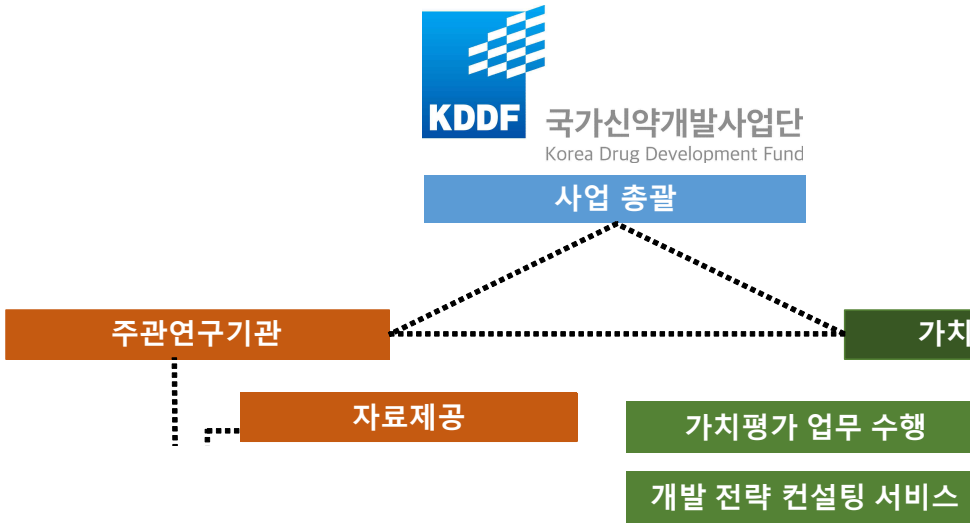 KDDF
국가신약개발사업단
Korea Drug Development Fund
사업 총괄
주관연구기관
가치
자료제공
가치평가 업무 수행
개발 전략 컨설팅 서비스